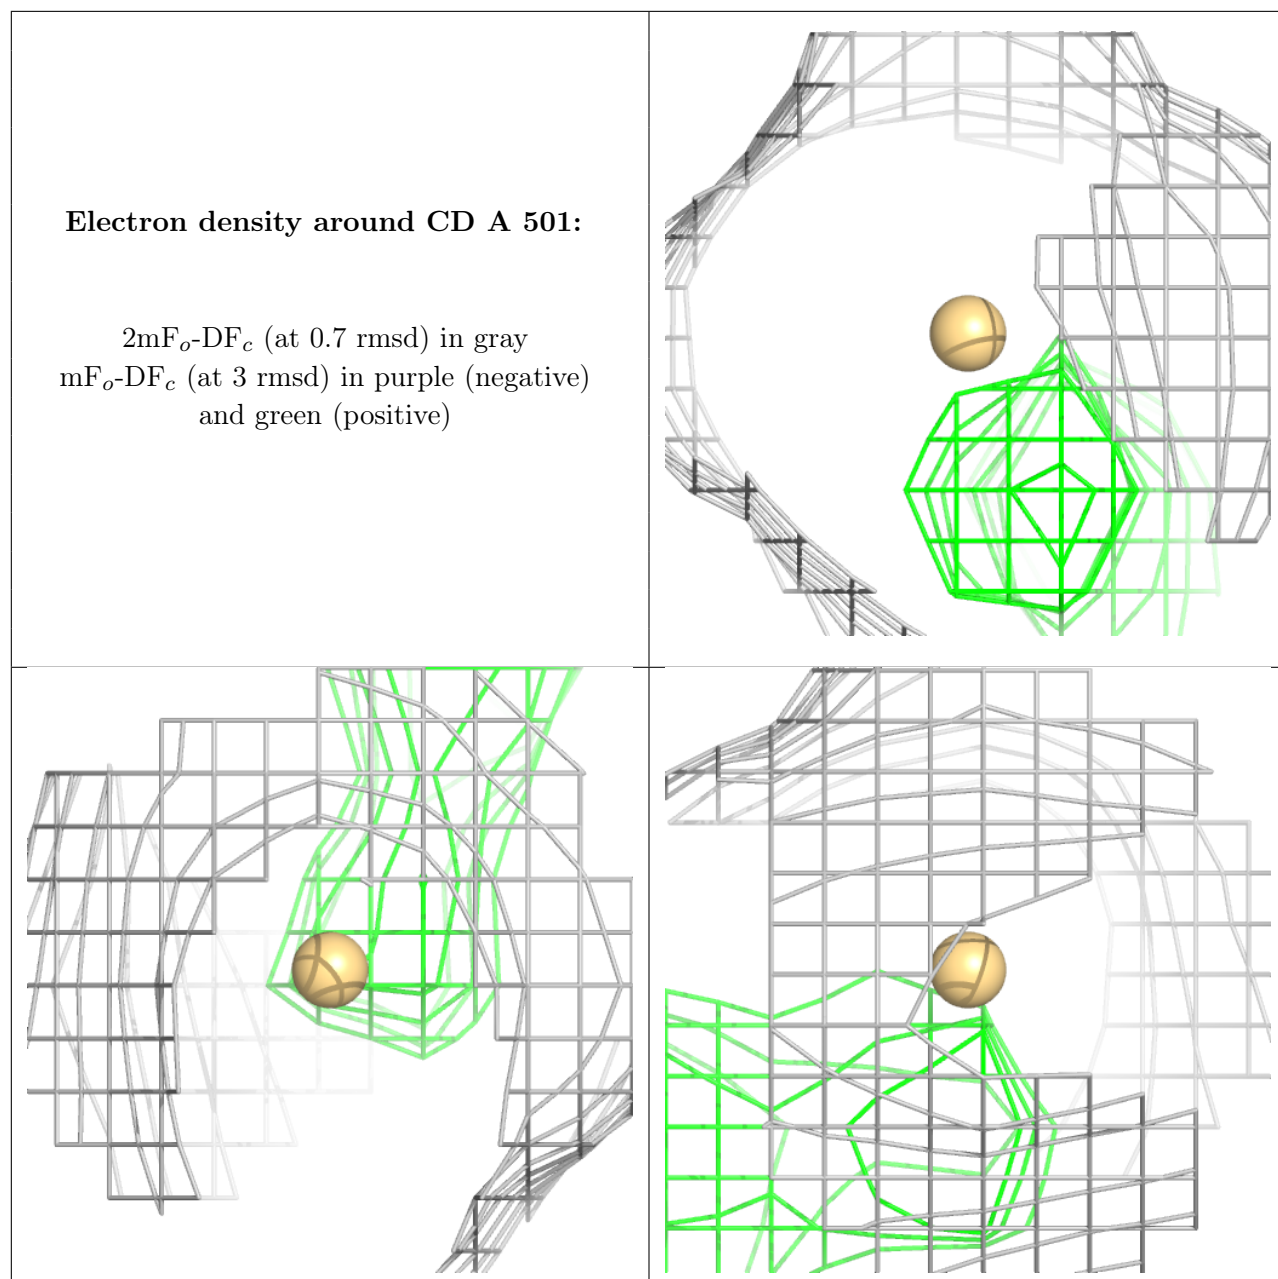 Electron density around CD A 501:
2mFo-DFc (at 0.7 rmsd) in gray
mFo-DFc (at 3 rmsd) in purple (negative)
and green (positive)